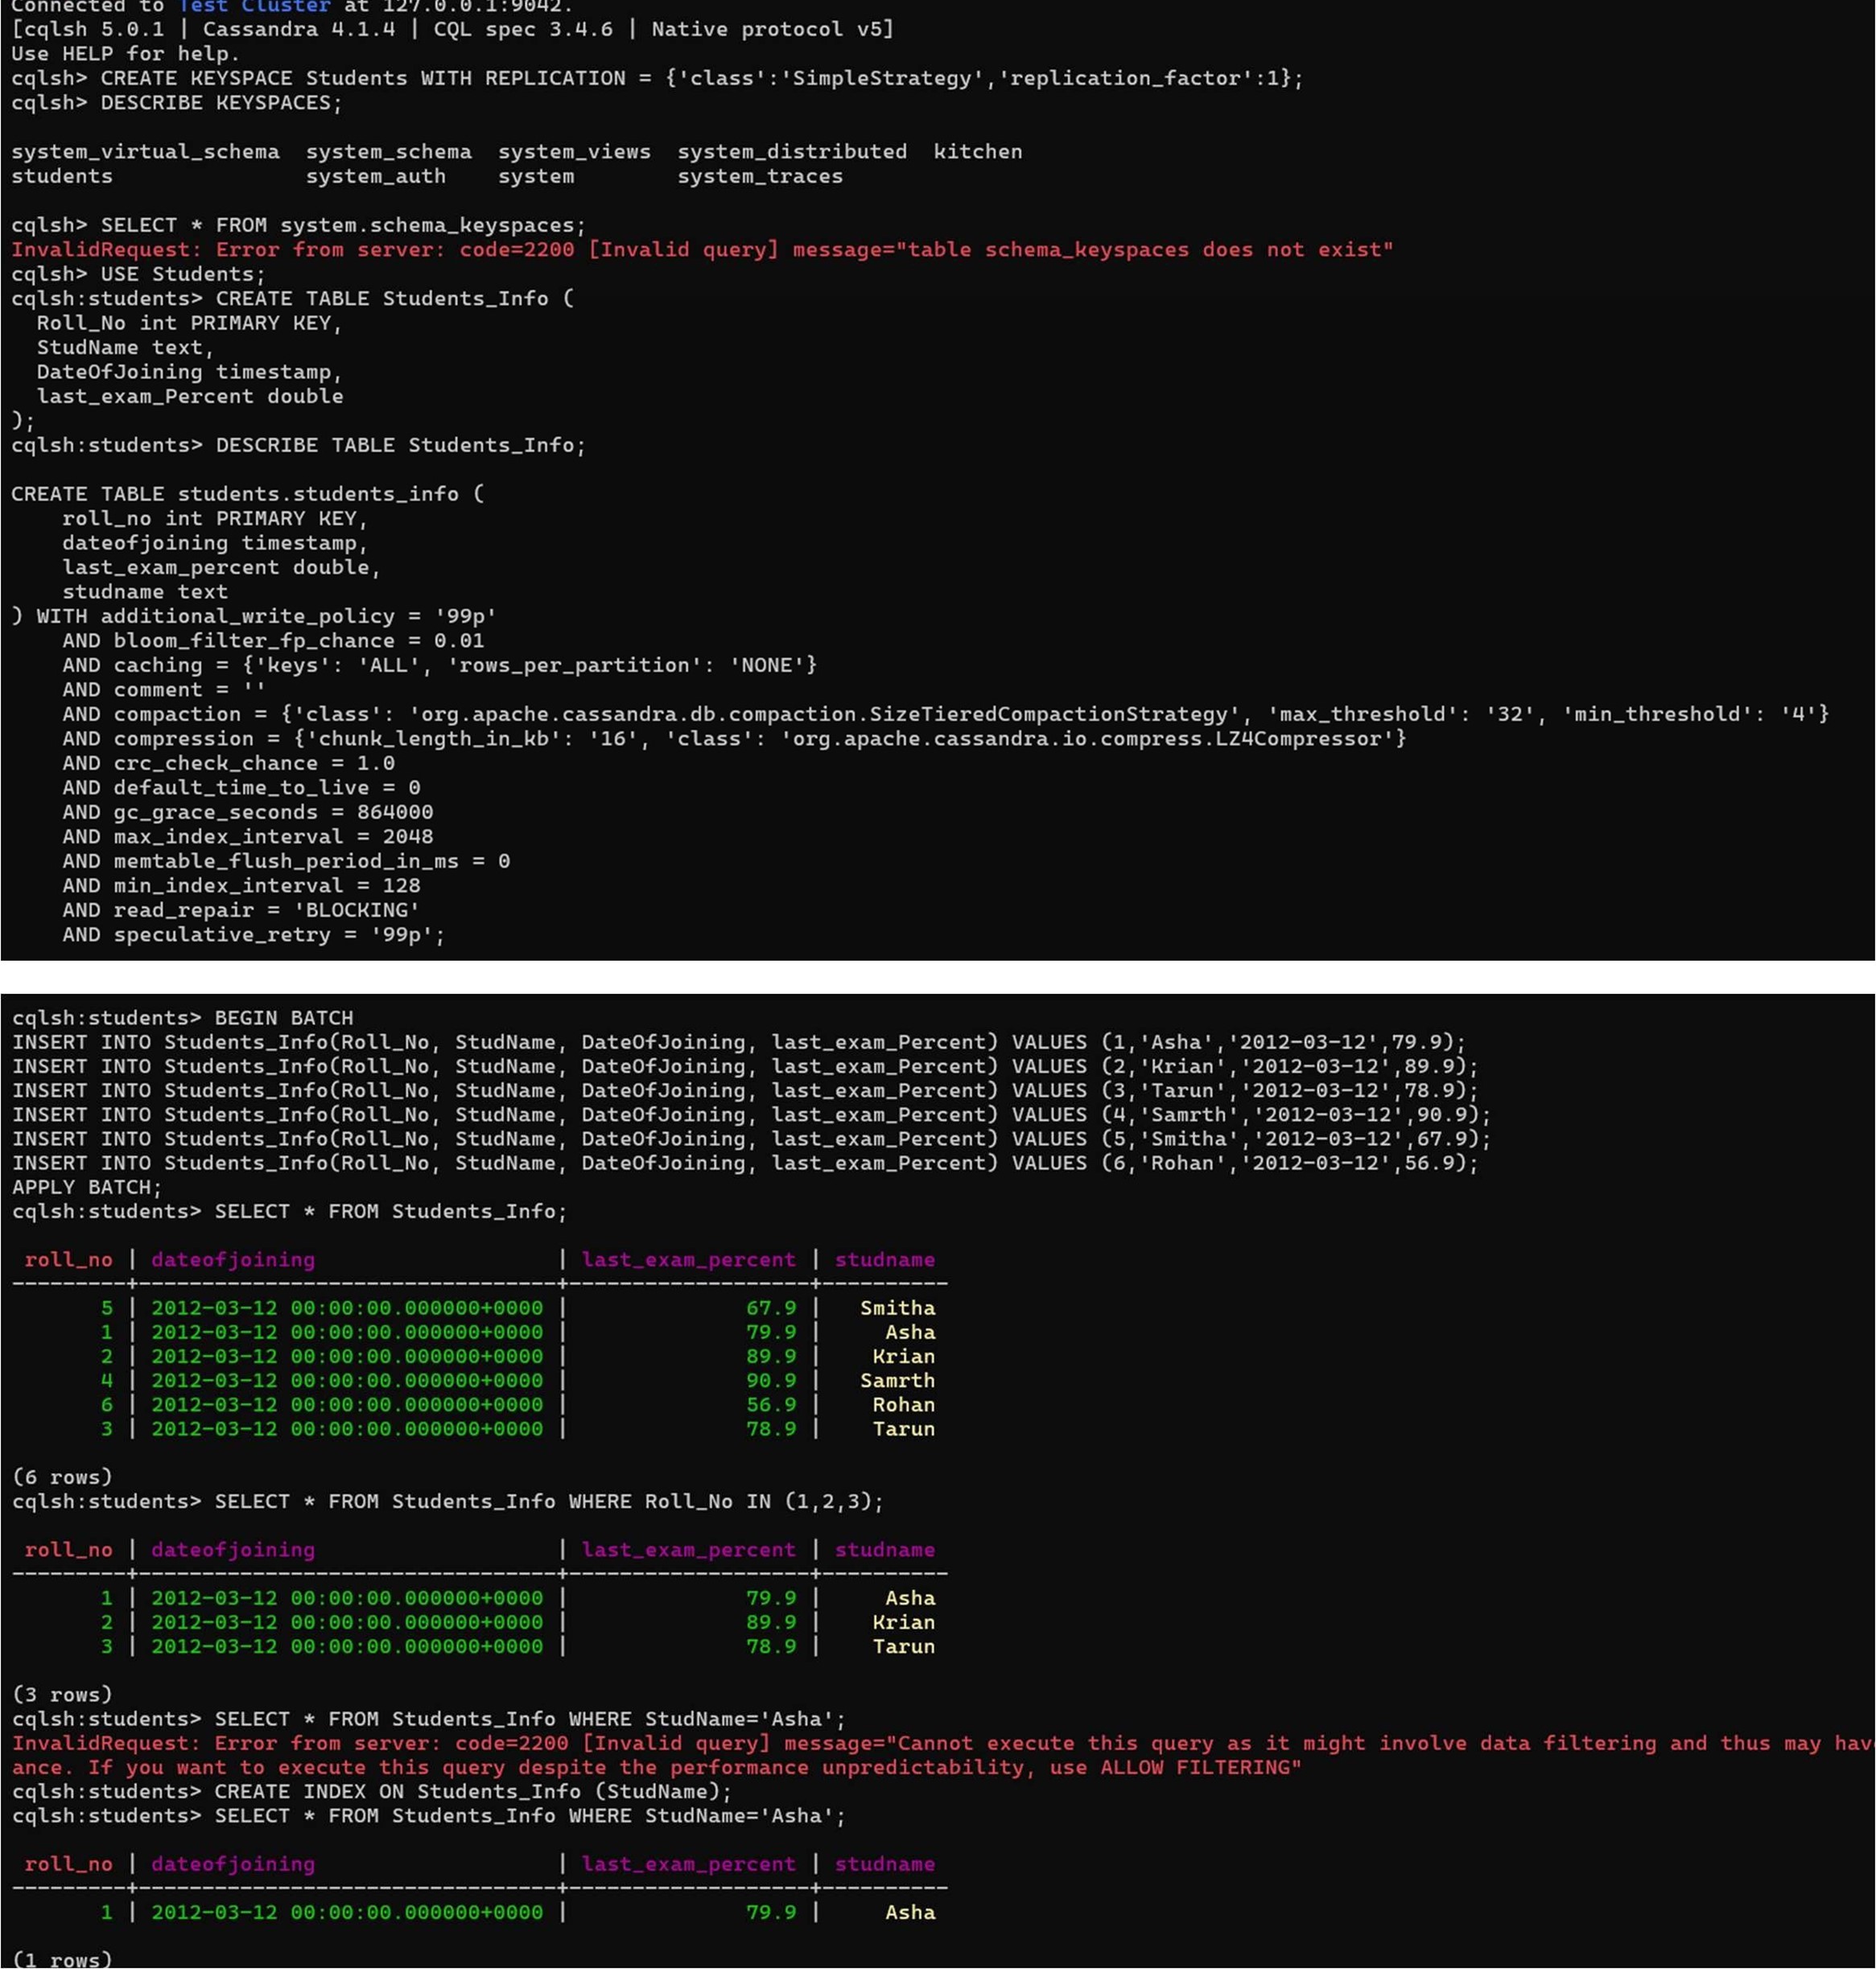 Connected to Test Cluster at 127.0.0.1:9042.
[cqlsh 5.0.1 | Cassandra 4.1.4 | CQL spec 3.4.6 | Native protocol v5]
Use HELP for help.
cqlsh> CREATE KEYSPACE Students WITH REPLICATION = {'class':'SimpleStrategy','replication_factor':1};
cqlsh> DESCRIBE KEYSPACES;
system_virtual_schema  system_schema  system_views  system_distributed  kitchen
students               system_auth    system        system_traces
cqlsh> SELECT * FROM system.schema_keyspaces;
InvalidRequest: Error from server: code=2200 [Invalid query] message="table schema_keyspaces does not exist"
cqlsh> USE Students;
cqlsh:students> CREATE TABLE Students_Info (
  Roll_No int PRIMARY KEY,
  StudName text,
  DateOfJoining timestamp,
  last_exam_Percent double
);
cqlsh:students> DESCRIBE TABLE Students_Info;
CREATE TABLE students.students_info (
    roll_no int PRIMARY KEY,
    dateofjoining timestamp,
    last_exam_percent double,
    studname text
) WITH additional_write_policy = '99p'
    AND bloom_filter_fp_chance = 0.01
    AND caching = {'keys': 'ALL', 'rows_per_partition': 'NONE'}
    AND comment = ''
    AND compaction = {'class': 'org.apache.cassandra.db.compaction.SizeTieredCompactionStrategy', 'max_threshold': '32', 'min_threshold': '4'}
    AND compression = {'chunk_length_in_kb': '16', 'class': 'org.apache.cassandra.io.compress.LZ4Compressor'}
    AND crc_check_chance = 1.0
    AND default_time_to_live = 0
    AND gc_grace_seconds = 864000
    AND max_index_interval = 2048
    AND memtable_flush_period_in_ms = 0
    AND min_index_interval = 128
    AND read_repair = 'BLOCKING'
    AND speculative_retry = '99p';
cqlsh:students> BEGIN BATCH
INSERT INTO Students_Info(Roll_No, StudName, DateOfJoining, last_exam_Percent) VALUES (1,'Asha','2012-03-12',79.9);
INSERT INTO Students_Info(Roll_No, StudName, DateOfJoining, last_exam_Percent) VALUES (2,'Krian','2012-03-12',89.9);
INSERT INTO Students_Info(Roll_No, StudName, DateOfJoining, last_exam_Percent) VALUES (3,'Tarun','2012-03-12',78.9);
INSERT INTO Students_Info(Roll_No, StudName, DateOfJoining, last_exam_Percent) VALUES (4,'Samrth','2012-03-12',90.9);
INSERT INTO Students_Info(Roll_No, StudName, DateOfJoining, last_exam_Percent) VALUES (5,'Smitha','2012-03-12',67.9);
INSERT INTO Students_Info(Roll_No, StudName, DateOfJoining, last_exam_Percent) VALUES (6,'Rohan','2012-03-12',56.9);
APPLY BATCH;
cqlsh:students> SELECT * FROM Students_Info;
 roll_no | dateofjoining                   | last_exam_percent | studname
---------+---------------------------------+-------------------+----------
       5 | 2012-03-12 00:00:00.000000+0000 |              67.9 |   Smitha
       1 | 2012-03-12 00:00:00.000000+0000 |              79.9 |     Asha
       2 | 2012-03-12 00:00:00.000000+0000 |              89.9 |    Krian
       4 | 2012-03-12 00:00:00.000000+0000 |              90.9 |   Samrth
       6 | 2012-03-12 00:00:00.000000+0000 |              56.9 |    Rohan
       3 | 2012-03-12 00:00:00.000000+0000 |              78.9 |    Tarun
(6 rows)
cqlsh:students> SELECT * FROM Students_Info WHERE Roll_No IN (1,2,3);
 roll_no | dateofjoining                   | last_exam_percent | studname
---------+---------------------------------+-------------------+----------
       1 | 2012-03-12 00:00:00.000000+0000 |              79.9 |     Asha
       2 | 2012-03-12 00:00:00.000000+0000 |              89.9 |    Krian
       3 | 2012-03-12 00:00:00.000000+0000 |              78.9 |    Tarun
(3 rows)
cqlsh:students> SELECT * FROM Students_Info WHERE StudName='Asha';
InvalidRequest: Error from server: code=2200 [Invalid query] message="Cannot execute this query as it might involve data filtering and thus may hav
ance. If you want to execute this query despite the performance unpredictability, use ALLOW FILTERING"
cqlsh:students> CREATE INDEX ON Students_Info (StudName);
cqlsh:students> SELECT * FROM Students_Info WHERE StudName='Asha';
 roll_no | dateofjoining                   | last_exam_percent | studname
---------+---------------------------------+-------------------+----------
       1 | 2012-03-12 00:00:00.000000+0000 |              79.9 |     Asha
(1 rows)